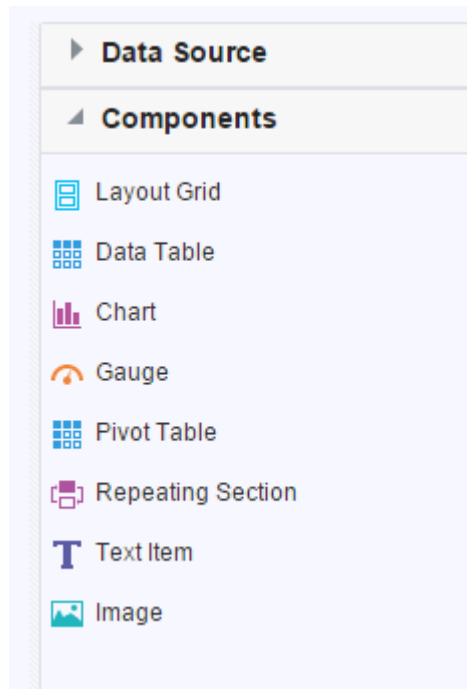 Data Source
Components
Layout Grid
Data Table
Chart
Gauge
Pivot Table
Repeating Section
Text Item
Image